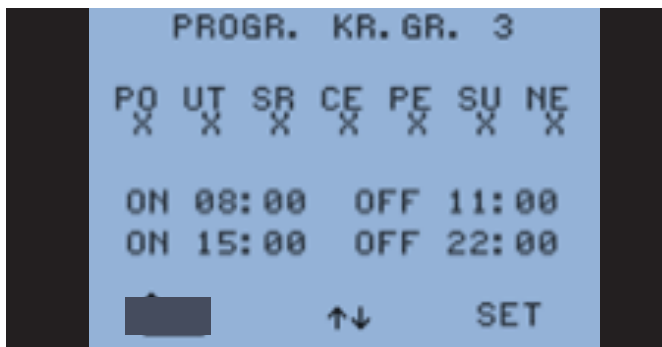 PROGR. KR.GR. 3
PO UT SR CE PE SU NE
X X X X X X X
ON 08:00 OFF 11:00
ON 15:00 OFF 22:00
↑↓ SET